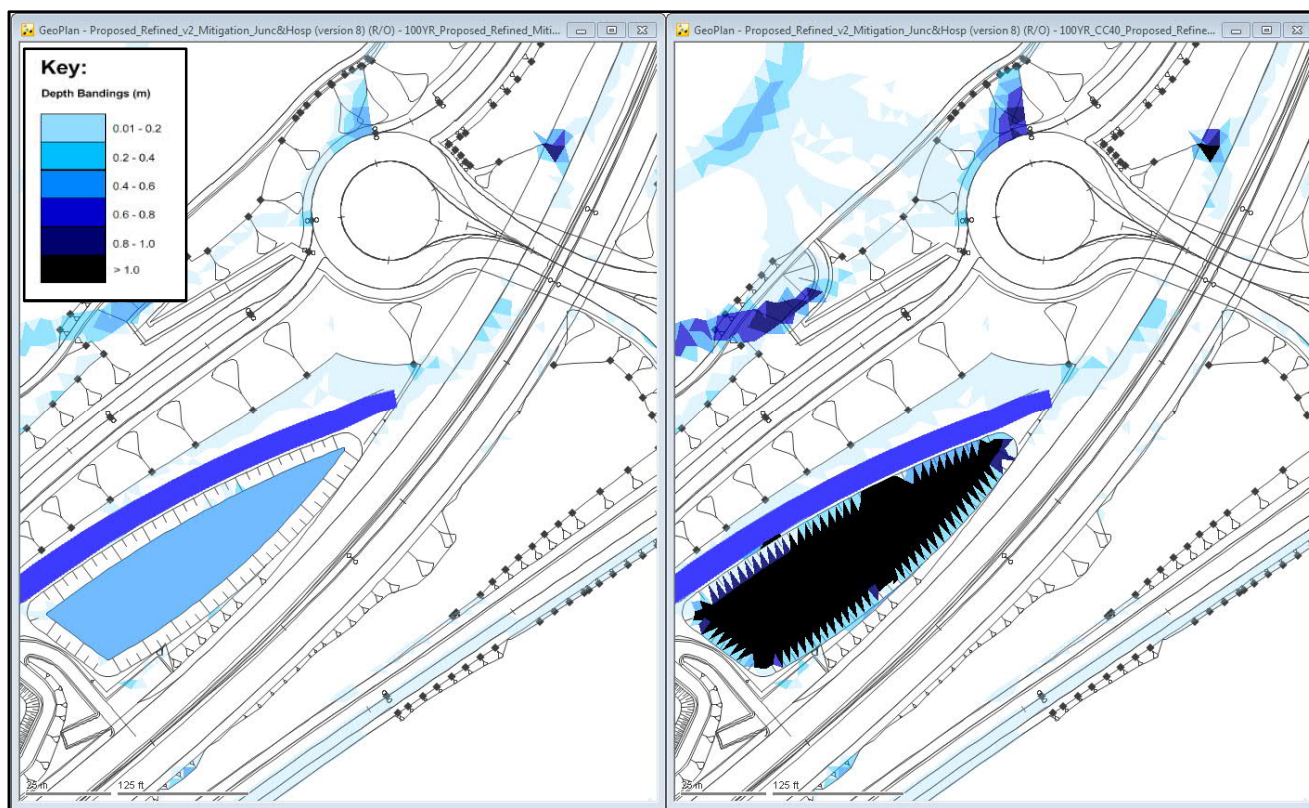 GeoPlan - Proposed_Refined_v2_Mitigation_Junc&Hosp (version 8) (R/O) - 100YR_Proposed_Refined_Miti...
GeoPlan - Proposed_Refined_v2_Mitigation_Junc&Hosp (version 8) (R/O) - 100YR_CC40_Proposed_Refine...
Key:
Depth Bandings (m)
0.01 - 0.2
0.2 - 0.4
0.4 - 0.6
0.6 - 0.8
0.8 - 1.0
> 1.0
25 m
125 ft
25 m
125 ft